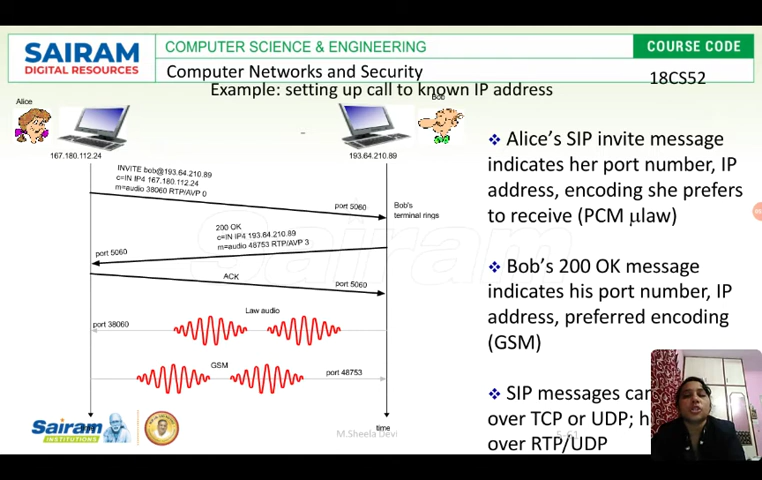 SAIRAM
DIGITAL RESOURCES
COMPUTER SCIENCE & ENGINEERING
COURSE CODE
Computer Networks and Security
18CS52
Example: setting up call to known IP address
Alice
Bob
167.180.112.24
193.64.210.89
INVITE bob@193.64.210.89
c=IN IP4 167.180.112.24
m=audio 38060 RTP/AVP 0
port 5060
Bob's
terminal rings
200 OK
c=IN IP4 193.64.210.89
m=audio 48753 RTP/AVP 3
port 5060
ACK
port 5060
Law audio
port 38060
GSM
port 48753
time
❖ Alice's SIP invite message
indicates her port number, IP
address, encoding she prefers
to receive (PCM μlaw)
❖ Bob's 200 OK message
indicates his port number, IP
address, preferred encoding
(GSM)
❖ SIP messages can
over TCP or UDP; h
over RTP/UDP
Sairam
INSTITUTIONS
M.Sheela Devi
5-61
Sairam